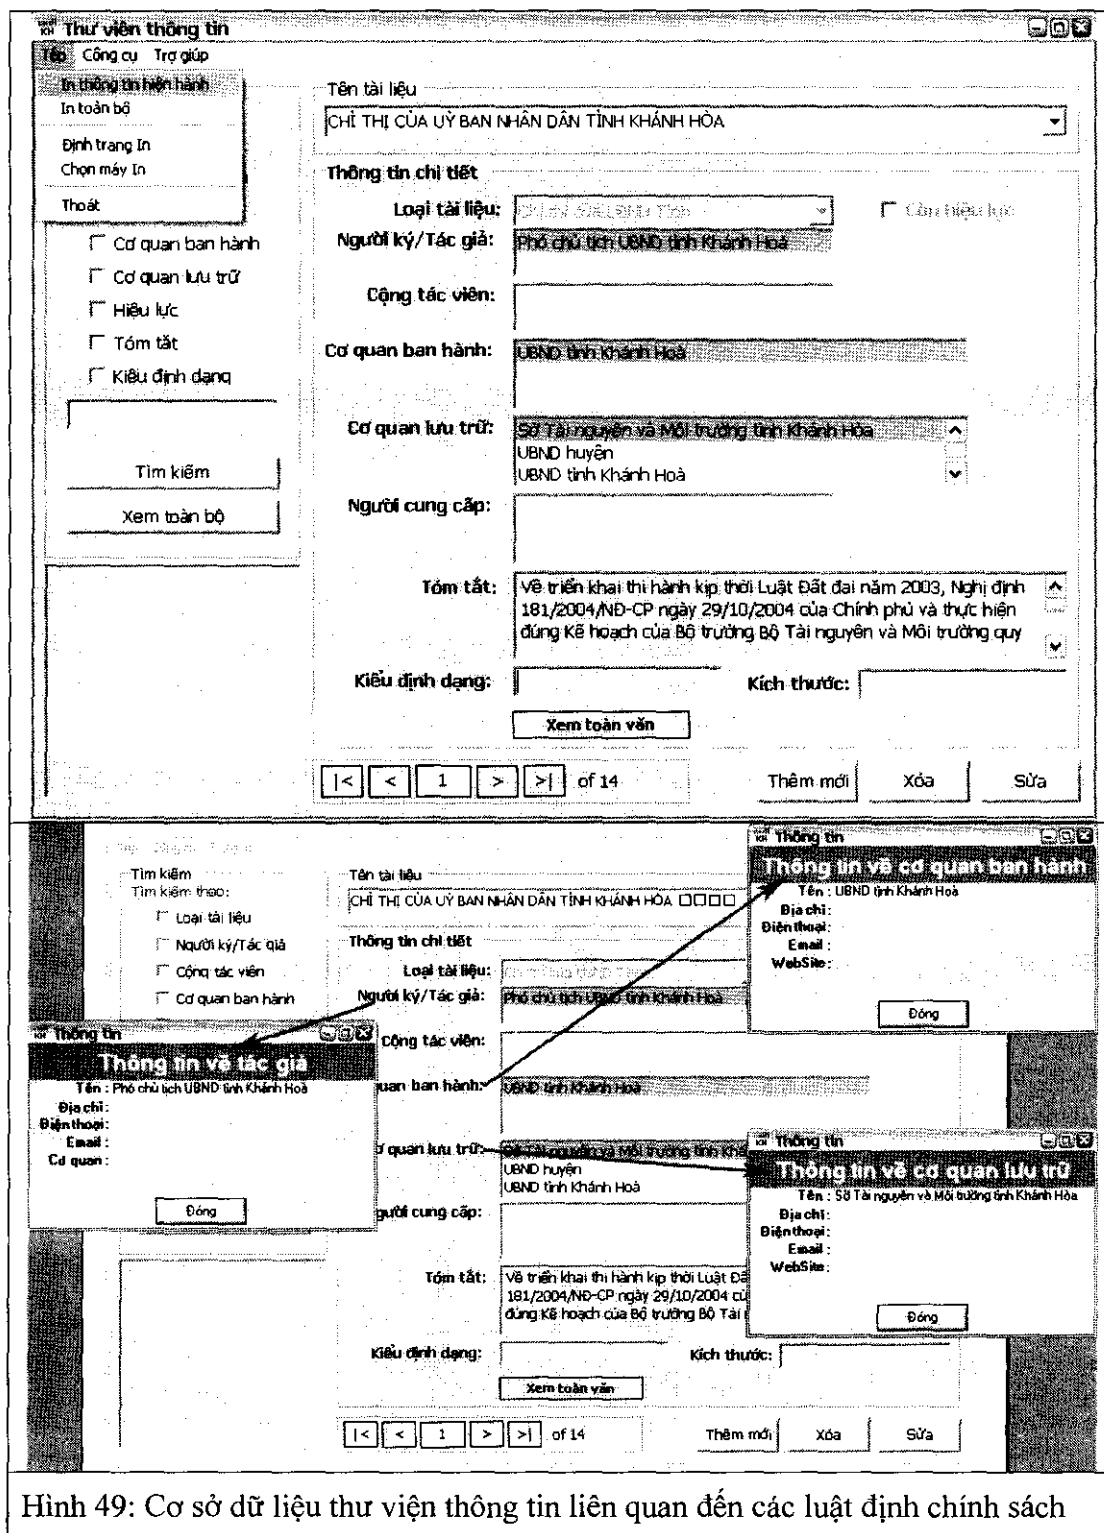 KH Thư viện thông tin
Tệp Công cụ Trợ giúp
In thông tin hiện hành
In toàn bộ
Định trang In
Chọn máy In
Thoát
Cơ quan ban hành
Cơ quan lưu trữ
Hiệu lực
Tóm tắt
Kiểu định dạng
Tìm kiếm
Xem toàn bộ
Tên tài liệu
CHỈ THỊ CỦA UỶ BAN NHÂN DÂN TỈNH KHÁNH HÒA
Thông tin chi tiết
Loại tài liệu:
Còn hiệu lực
Người ký/Tác giả: Phó chủ tịch UBND tỉnh Khánh Hoà
Cộng tác viên:
Cơ quan ban hành: UBND tỉnh Khánh Hoà
Cơ quan lưu trữ: Sở Tài nguyên và Môi trường tỉnh Khánh Hòa
UBND huyện
UBND tỉnh Khánh Hoà
Người cung cấp:
Tóm tắt: Về triển khai thi hành kịp thời Luật Đất đai năm 2003, Nghị định
181/2004/NĐ-CP ngày 29/10/2004 của Chính phủ và thực hiện
đúng Kế hoạch của Bộ trưởng Bộ Tài nguyên và Môi trường quy
Kiểu định dạng: Kích thước:
Xem toàn văn
|< < 1 > >| of 14 Thêm mới Xóa Sửa
Tìm kiếm
Tìm kiếm theo:
Loại tài liệu
Người ký/Tác giả
Cộng tác viên
Cơ quan ban hành
Tên tài liệu
CHỈ THỊ CỦA UỶ BAN NHÂN DÂN TỈNH KHÁNH HÒA □□□□
Thông tin chi tiết
Loại tài liệu:
Người ký/Tác giả: Phó chủ tịch UBND tỉnh Khánh Hoà
Cộng tác viên:
quan ban hành: UBND tỉnh Khánh Hoà
ơ quan lưu trữ: Sở Tài nguyên và Môi trường tỉnh Khá
UBND huyện
UBND tỉnh Khánh Hoà
gười cung cấp:
Tóm tắt: Về triển khai thi hành kịp thời Luật Đấ
181/2004/NĐ-CP ngày 29/10/2004 củ
đúng Kế hoạch của Bộ trưởng Bộ Tài
Kiểu định dạng: Kích thước:
Xem toàn văn
|< < 1 > >| of 14 Thêm mới Xóa Sửa
KH Thông tin
Thông tin về cơ quan ban hành
Tên : UBND tỉnh Khánh Hoà
Địa chỉ :
Điện thoại :
Email :
WebSite :
Đóng
KH Thông tin
Thông tin về tác giả
Tên : Phó chủ tịch UBND tỉnh Khánh Hoà
Địa chỉ :
Điện thoại :
Email :
Cơ quan :
Đóng
KH Thông tin
Thông tin về cơ quan lưu trữ
Tên : Sở Tài nguyên và Môi trường tỉnh Khánh Hòa
Địa chỉ :
Điện thoại :
Email :
WebSite :
Đóng
Hình 49: Cơ sở dữ liệu thư viện thông tin liên quan đến các luật định chính sách